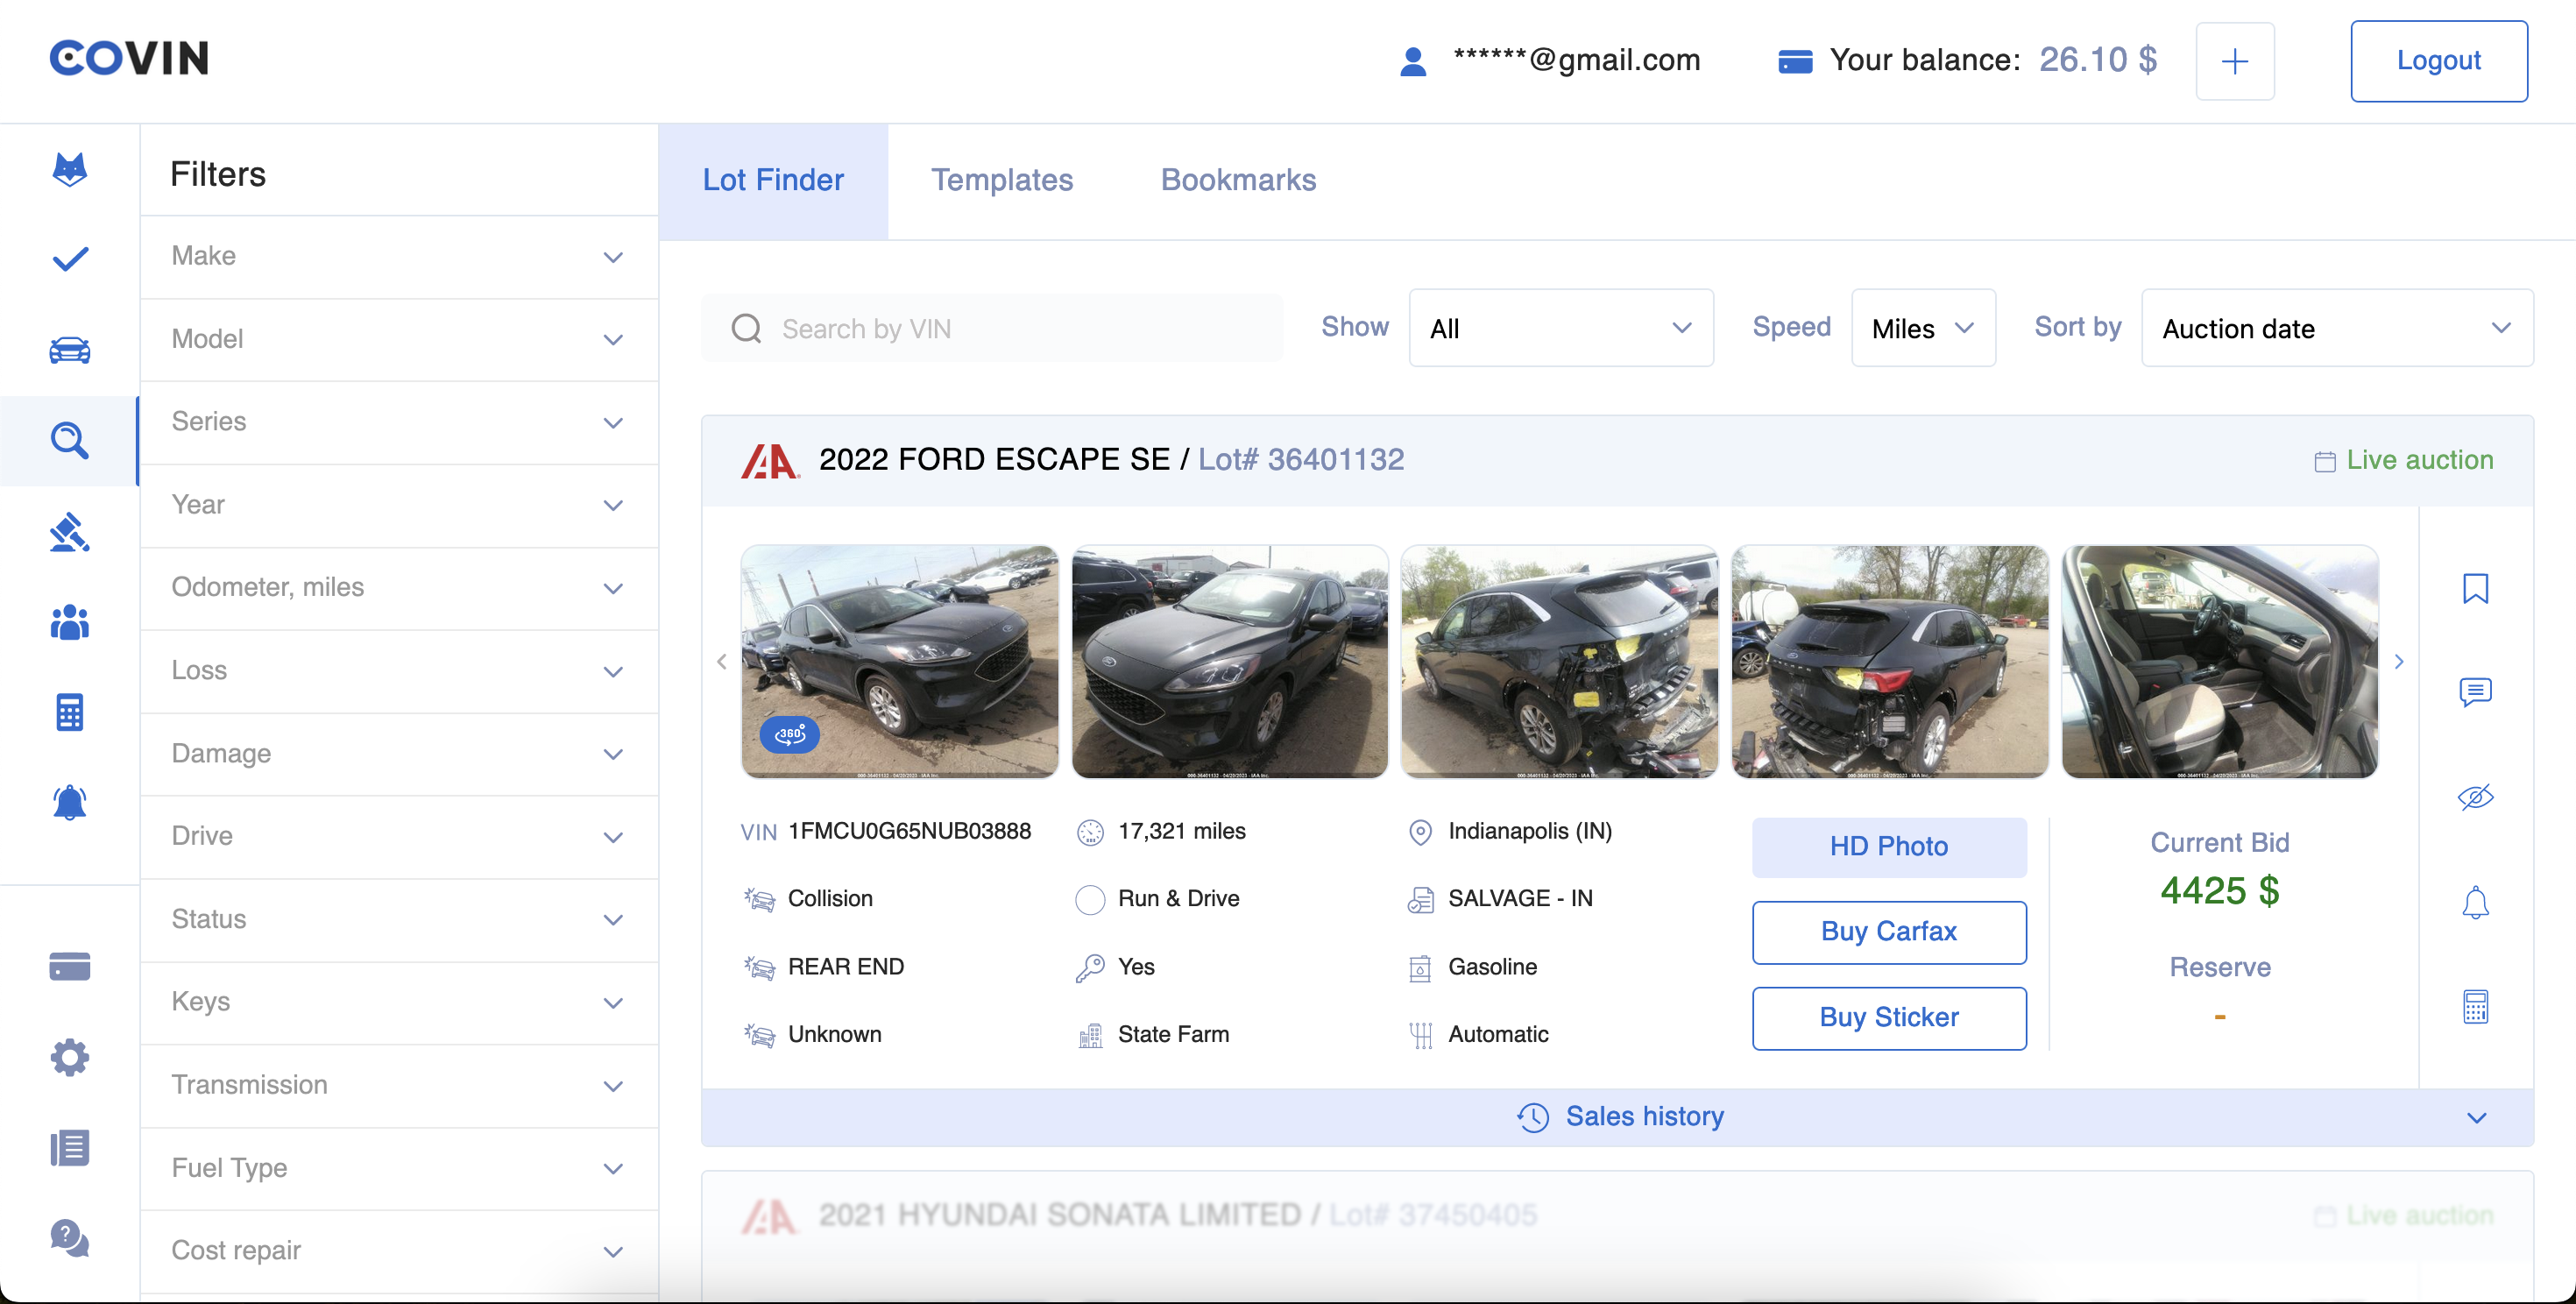 COVIN
******@gmail.com
Your balance: 26.10 $
+
Logout
Filters
Make
Model
Series
Year
Odometer, miles
Loss
Damage
Drive
Status
Keys
Transmission
Fuel Type
Cost repair
Lot Finder
Templates
Bookmarks
Search by VIN
Show All
Speed Miles
Sort by Auction date
IAA 2022 FORD ESCAPE SE / Lot# 36401132
Live auction
360°
VIN 1FMCU0G65NUB03888
17,321 miles
Indianapolis (IN)
Collision
Run & Drive
SALVAGE - IN
REAR END
Yes
Gasoline
Unknown
State Farm
Automatic
HD Photo
Buy Carfax
Buy Sticker
Current Bid
4425 $
Reserve
-
Sales history
IAA 2021 HYUNDAI SONATA LIMITED / Lot# 37450405
Live auction